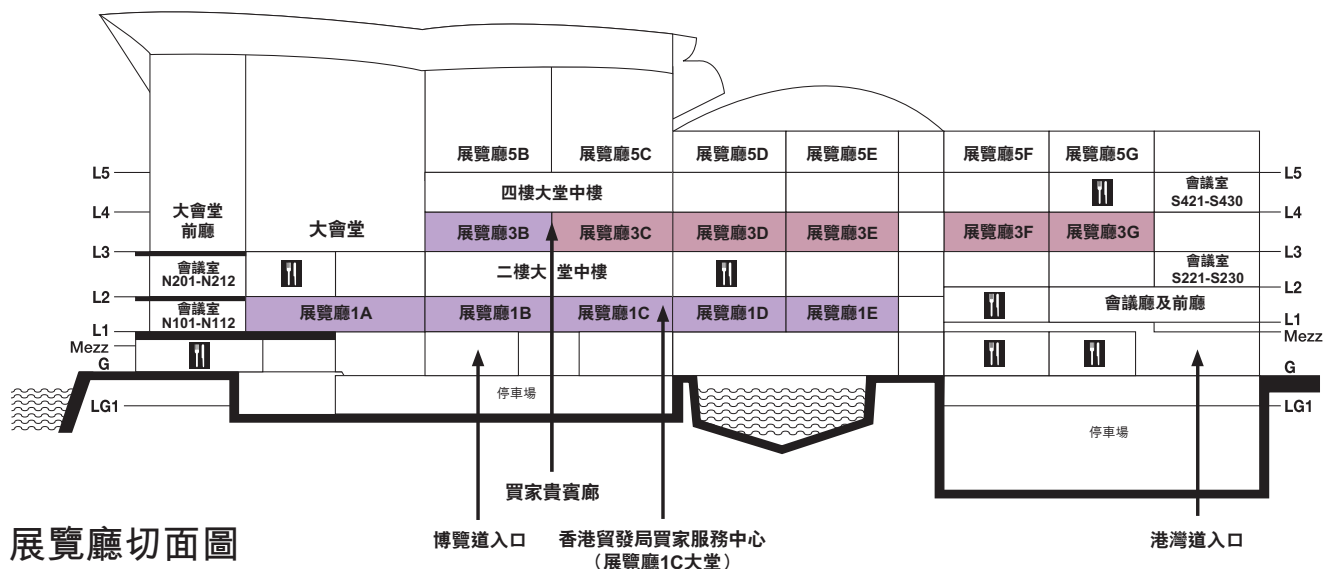 展覽廳5B
展覽廳5C
展覽廳5D
展覽廳5E
展覽廳5F
展覽廳5G
L5
L5
四樓大堂中樓
會議室
S421-S430
L4
L4
大會堂
前廳
大會堂
展覽廳3B
展覽廳3C
展覽廳3D
展覽廳3E
展覽廳3F
展覽廳3G
L3
L3
會議室
N201-N212
二樓大堂中樓
會議室
S221-S230
L2
L2
會議室
N101-N112
展覽廳1A
展覽廳1B
展覽廳1C
展覽廳1D
展覽廳1E
會議廳及前廳
L1
L1
Mezz
Mezz
G
G
停車場
LG1
LG1
停車場
買家貴賓廊
展覽廳切面圖
博覽道入口
香港貿發局買家服務中心
（展覽廳1C大堂）
港灣道入口